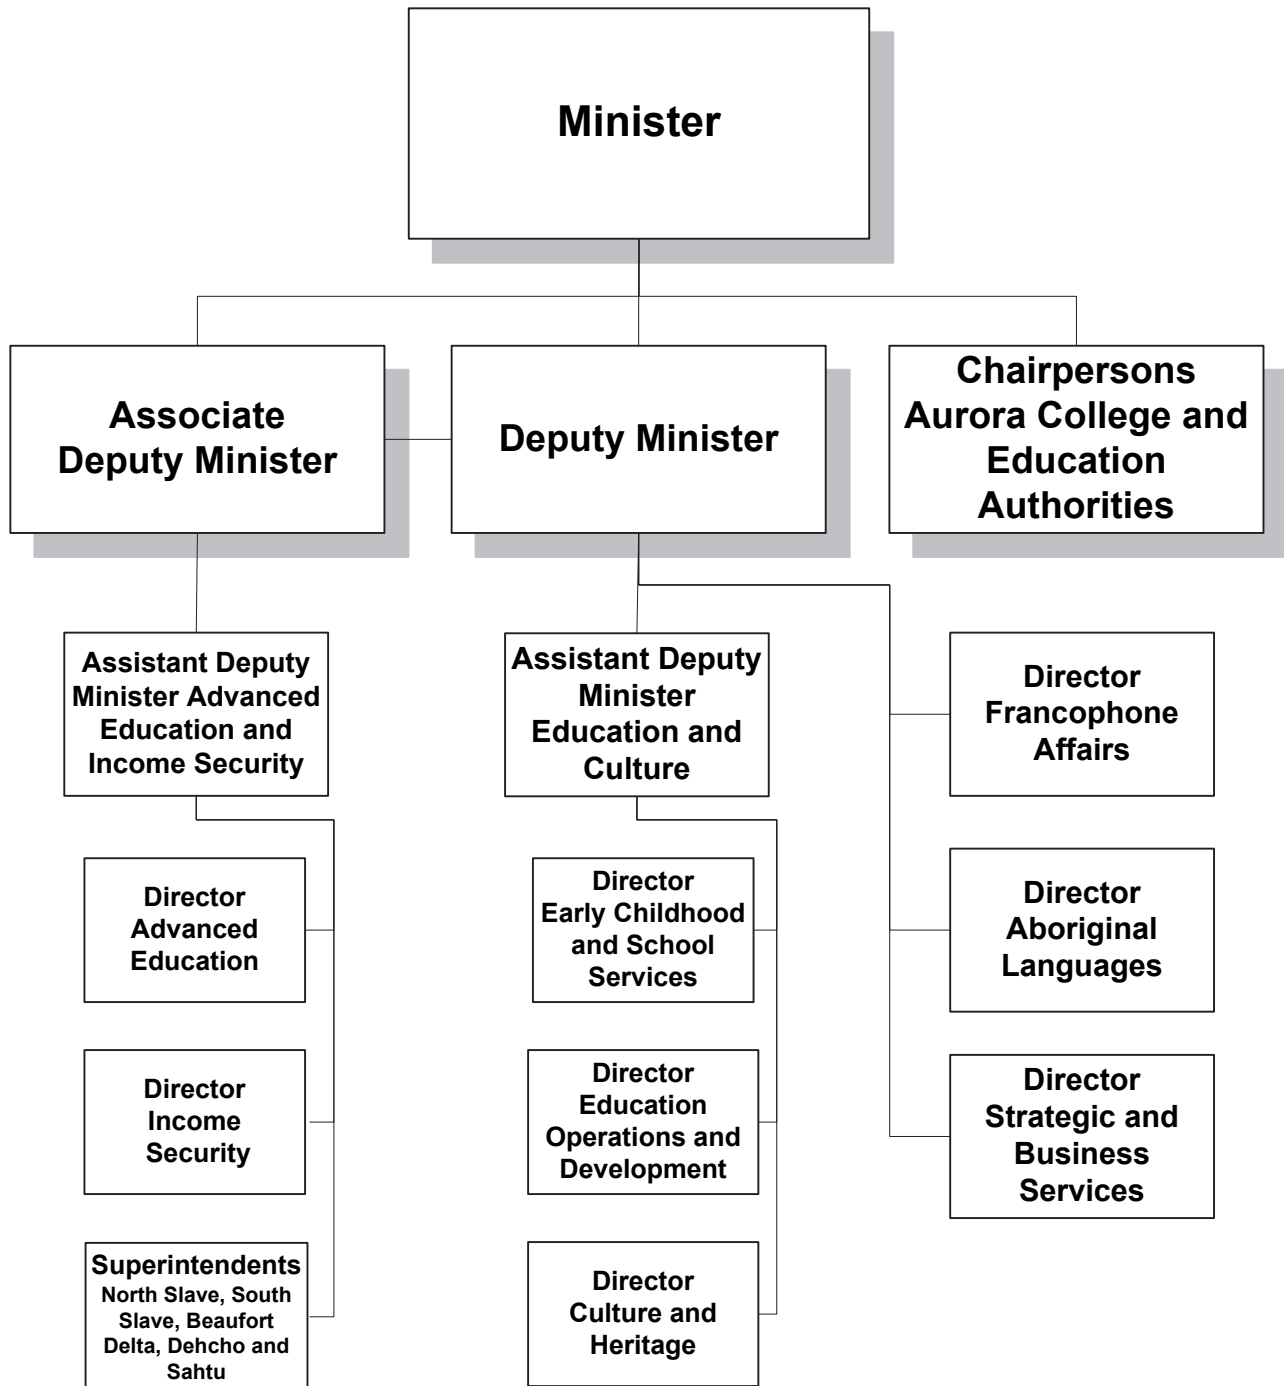 Minister
Associate
Deputy Minister
Deputy Minister
Chairpersons
Aurora College and
Education
Authorities
Assistant Deputy
Minister Advanced
Education and
Income Security
Assistant Deputy
Minister
Education and
Culture
Director
Francophone
Affairs
Director
Advanced
Education
Director
Early Childhood
and School
Services
Director
Aboriginal
Languages
Director
Income
Security
Director
Education
Operations and
Development
Director
Strategic and
Business
Services
Superintendents
North Slave, South
Slave, Beaufort
Delta, Dehcho and
Sahtu
Director
Culture and
Heritage